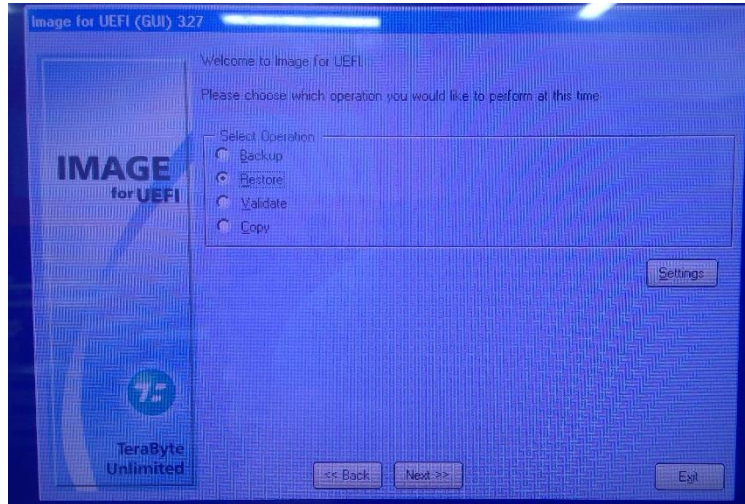 Image for UEFI (GUI) 3.27
Welcome to Image for UEFI.
Please choose which operation you would like to perform at this time
Select Operation
Backup
Restore
Validate
Copy
IMAGE
for UEFI
Settings
TeraByte
Unlimited
<< Back
Next >>
Exit